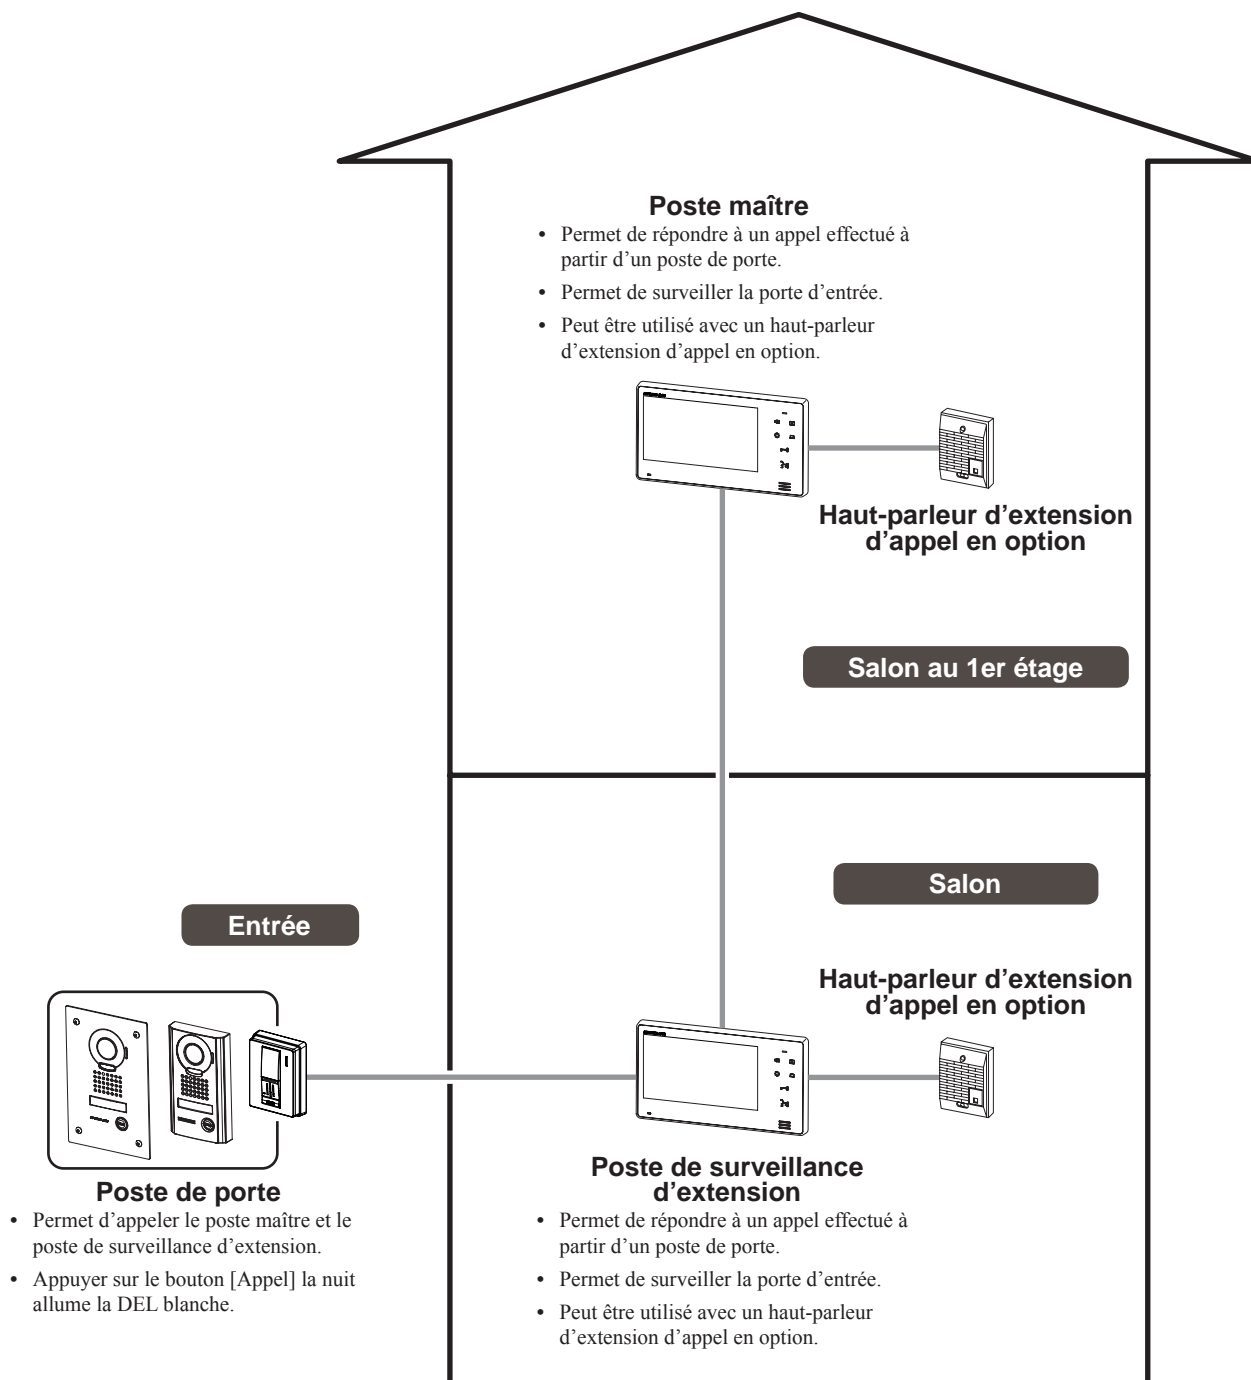 Poste maître
• Permet de répondre à un appel effectué à
partir d’un poste de porte.
• Permet de surveiller la porte d’entrée.
• Peut être utilisé avec un haut-parleur
d’extension d’appel en option.
Haut-parleur d’extension
d’appel en option
Salon au 1er étage
Salon
Entrée
Haut-parleur d’extension
d’appel en option
Poste de porte
• Permet d’appeler le poste maître et le
poste de surveillance d’extension.
• Appuyer sur le bouton [Appel] la nuit
allume la DEL blanche.
Poste de surveillance
d’extension
• Permet de répondre à un appel effectué à
partir d’un poste de porte.
• Permet de surveiller la porte d’entrée.
• Peut être utilisé avec un haut-parleur
d’extension d’appel en option.